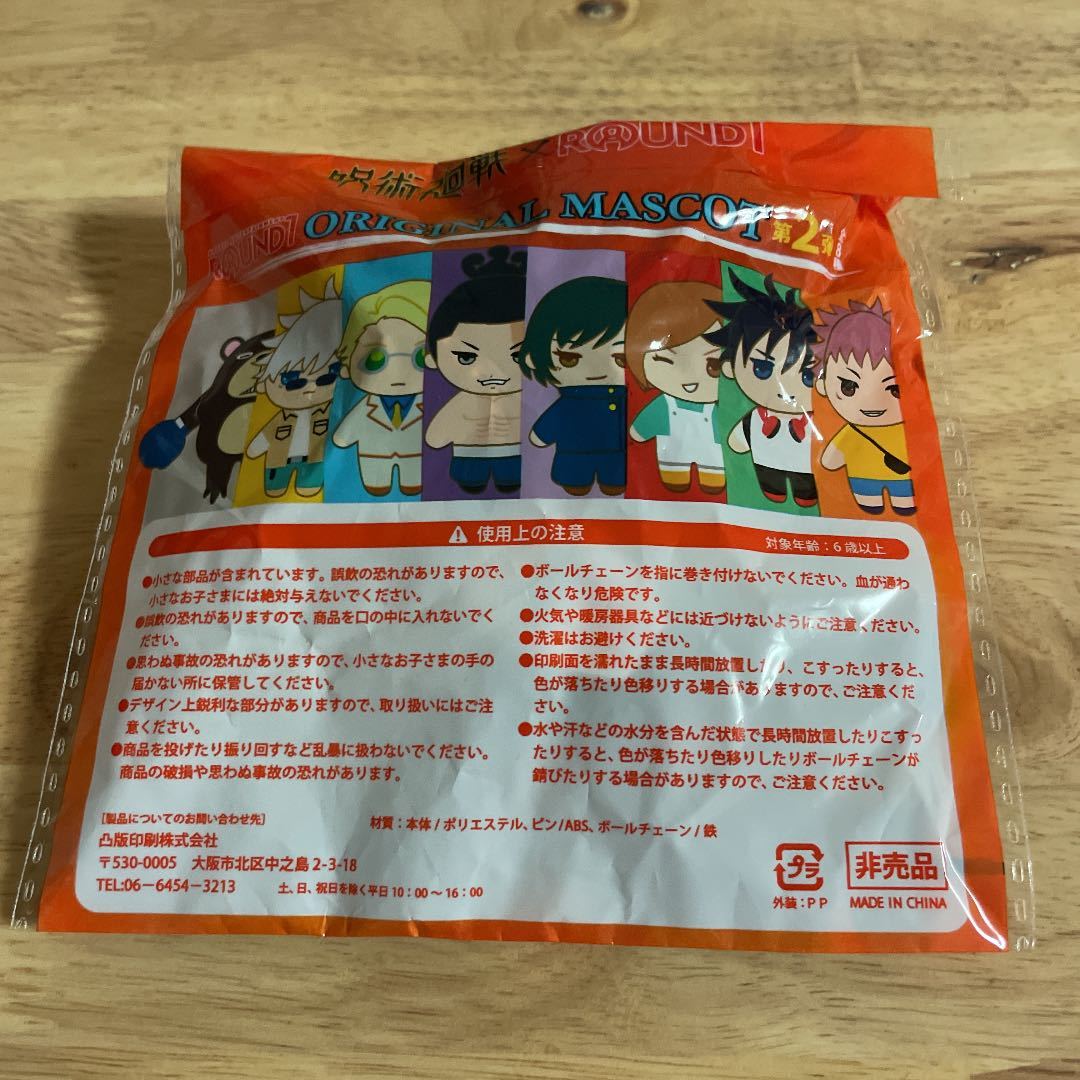 呪術廻戦×ROUND1
ROUND1 ORIGINAL MASCOT 第2弾
使用上の注意
対象年齢：6歳以上
●小さな部品が含まれています。誤飲の恐れがありますので、
小さなお子さまには絶対与えないでください。
●誤飲の恐れがありますので、商品を口の中に入れないでく
ださい。
●思わぬ事故の恐れがありますので、小さなお子さまの手の
届かない所に保管してください。
●デザイン上鋭利な部分がありますので、取り扱いにはご注
意ください。
●商品を投げたり振り回すなど乱暴に扱わないでください。
商品の破損や思わぬ事故の恐れがあります。
●ボールチェーンを指に巻き付けないでください。血が通わ
なくなり危険です。
●火気や暖房器具などには近づけないようにご注意ください。
●洗濯はお避けください。
●印刷面を濡れたまま長時間放置したり、こすったりすると、
色が落ちたり色移りする場合がありますので、ご注意くだ
さい。
●水や汗などの水分を含んだ状態で長時間放置したりこすっ
たりすると、色が落ちたり色移りしたりボールチェーンが
錆びたりする場合がありますので、ご注意ください。
［製品についてのお問い合わせ先］
凸版印刷株式会社
〒530-0005 大阪市北区中之島2-3-18
TEL:06-6454-3213 土、日、祝日を除く平日10：00～16：00
材質：本体/ポリエステル、ピン/ABS、ボールチェーン/鉄
プラ
外装：PP
非売品
MADE IN CHINA